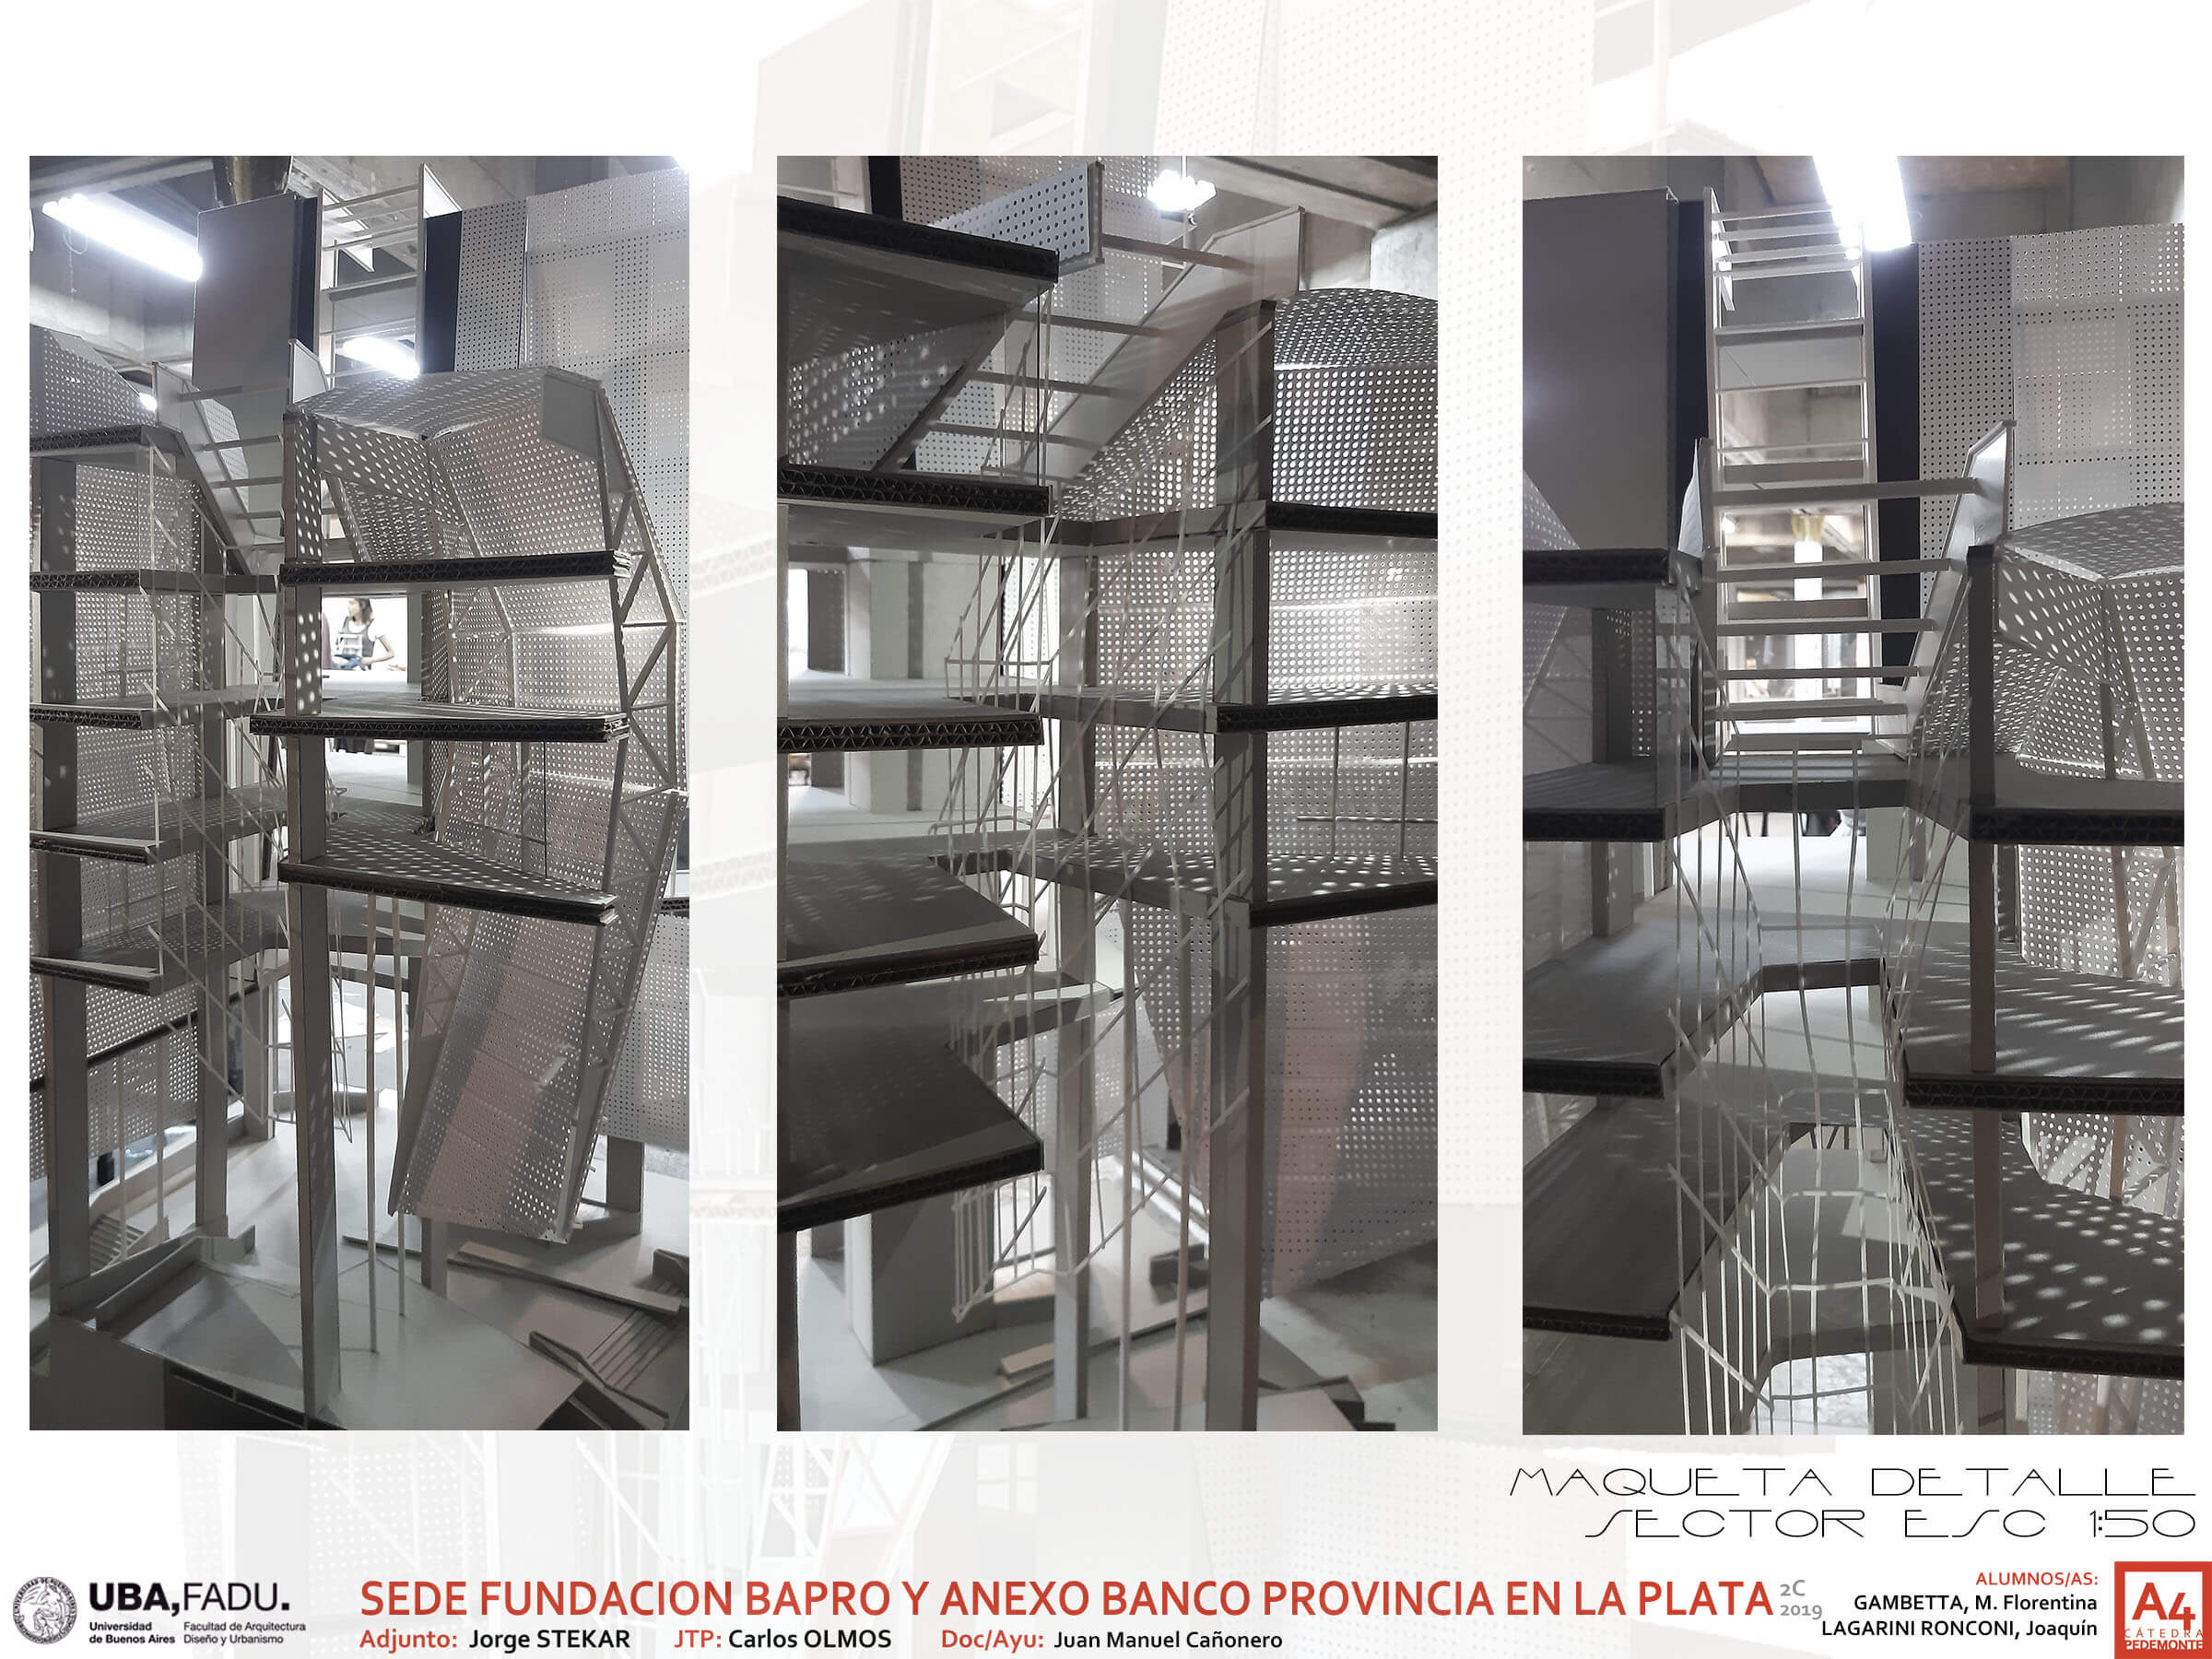 MAQUETA DETALLE
SECTOR ESC 1:50
UBA,FADU.
Universidad de Buenos Aires
Facultad de Arquitectura Diseño y Urbanismo
SEDE FUNDACION BAPRO Y ANEXO BANCO PROVINCIA EN LA PLATA 2C 2019
Adjunto: Jorge STEKAR JTP: Carlos OLMOS Doc/Ayu: Juan Manuel Cañonero
ALUMNOS/AS:
GAMBETTA, M. Florentina
LAGARINI RONCONI, Joaquín
A4
CÁTEDRA
PEDEMONTE